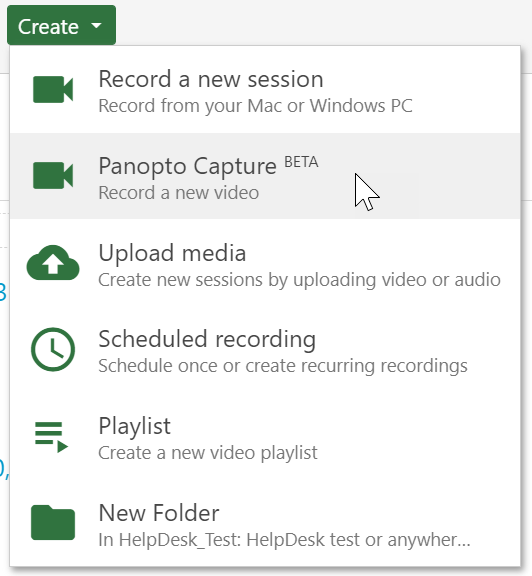 Create
Record a new session
Record from your Mac or Windows PC
Panopto Capture BETA
Record a new video
Upload media
Create new sessions by uploading video or audio
Scheduled recording
Schedule once or create recurring recordings
Playlist
Create a new video playlist
New Folder
In HelpDesk_Test: HelpDesk test or anywher...